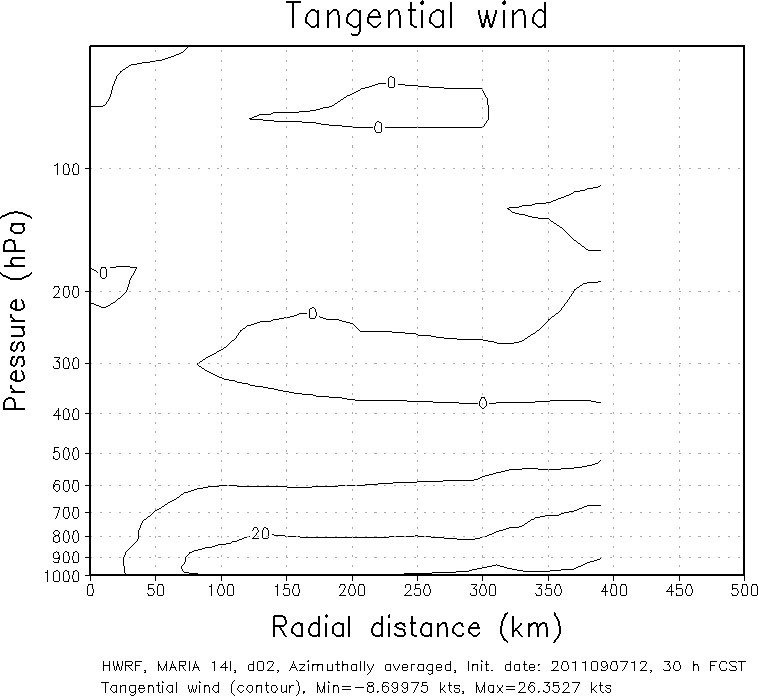 Tangential wind
0
0
100
0
200
0
300
0
400
500
600
700
20
800
900
1000
0 50 100 150 200 250 300 350 400 450 500
Pressure (hPa)
Radial distance (km)
HWRF, MARIA 14l, d02, Azimuthally averaged, Init. date: 2011090712, 30 h FCST
Tangential wind (contour), Min=-8.69975 kts, Max=26.3527 kts